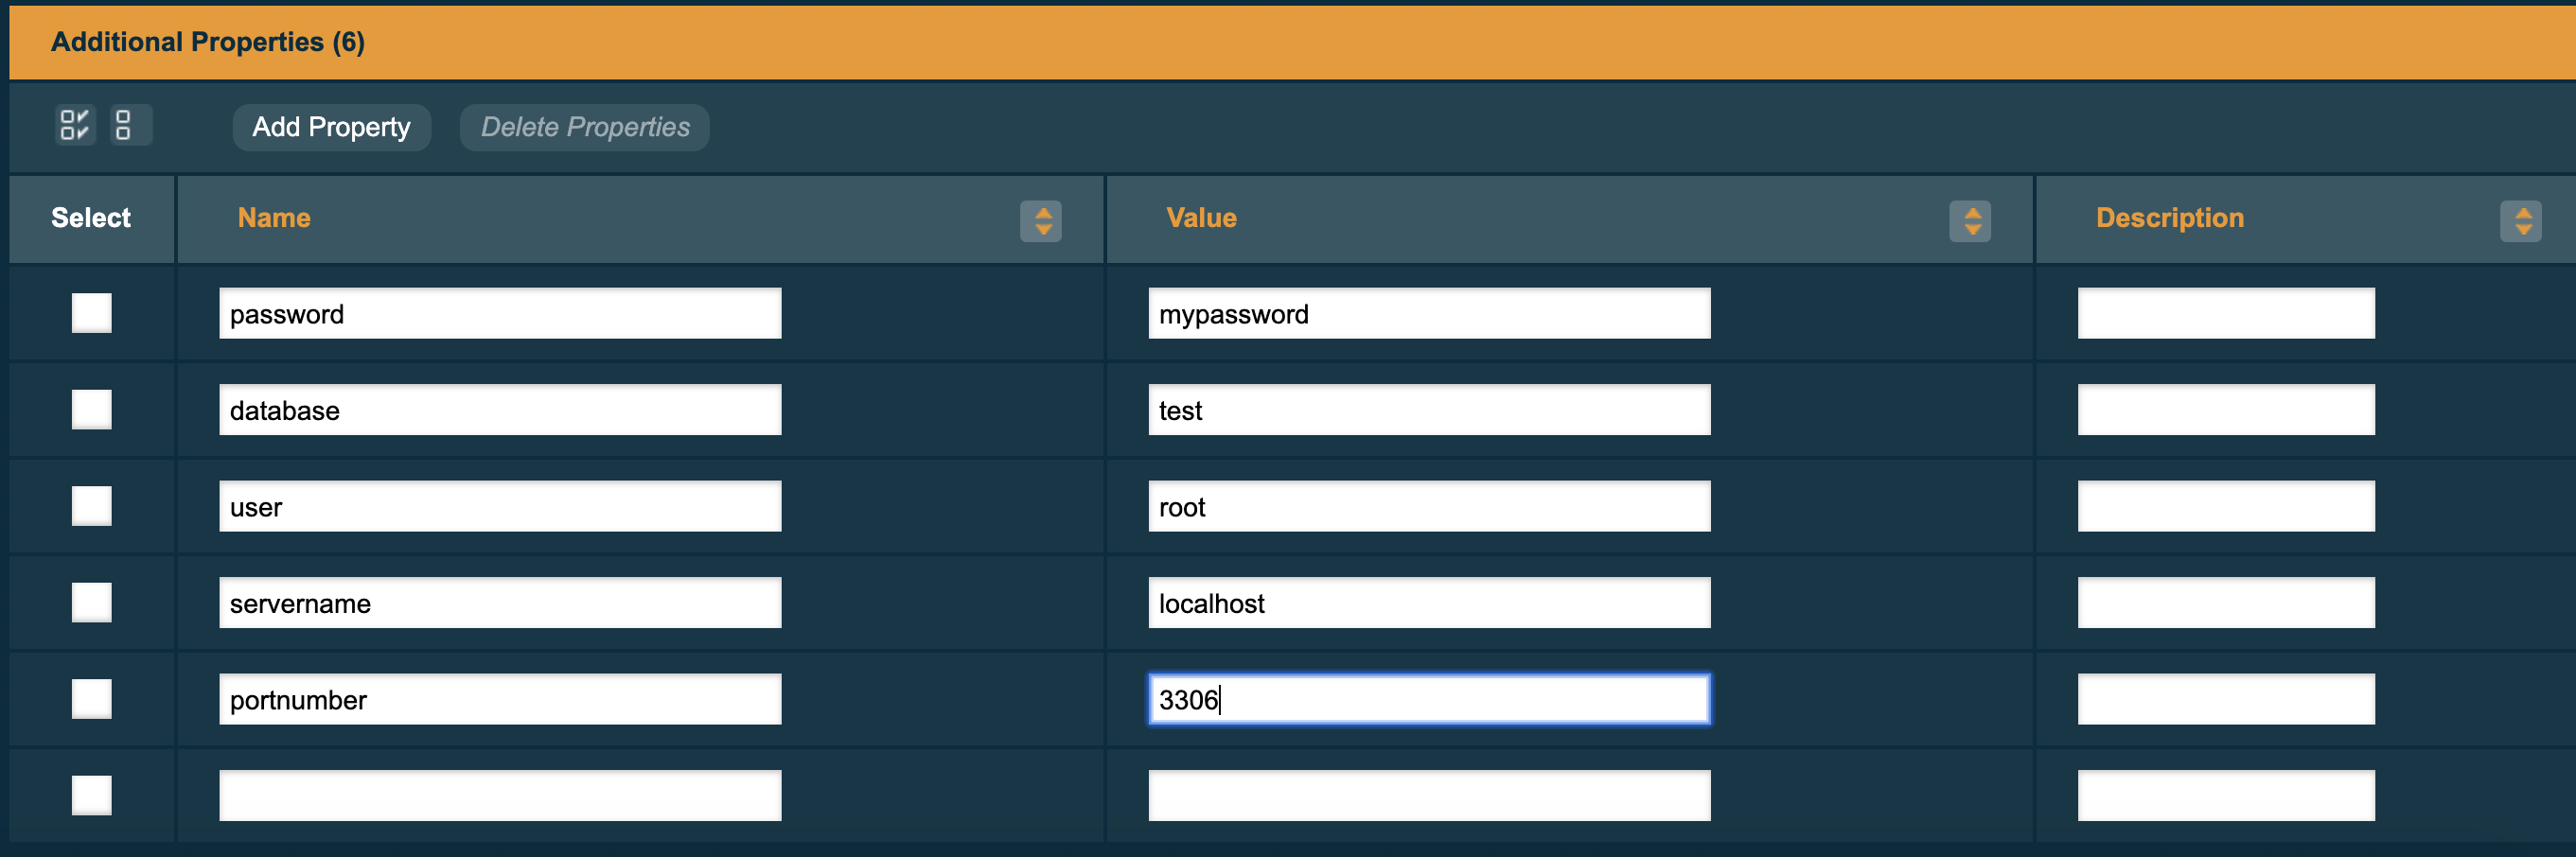 Additional Properties (6)
Add Property Delete Properties
Select Name Value Description
password mypassword
database test
user root
servername localhost
portnumber 3306